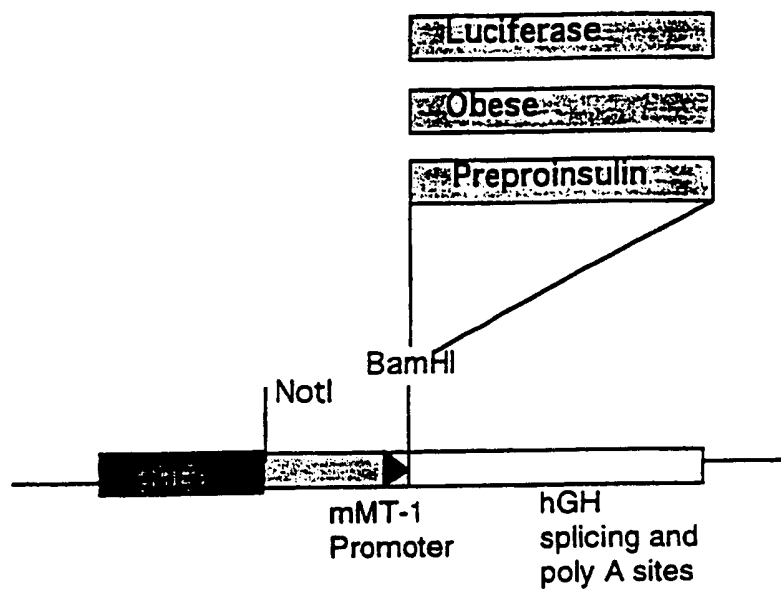 Luciferase
Obese
Preproinsulin
BamHI
NotI
mMT-1
Promoter
hGH
splicing and
poly A sites